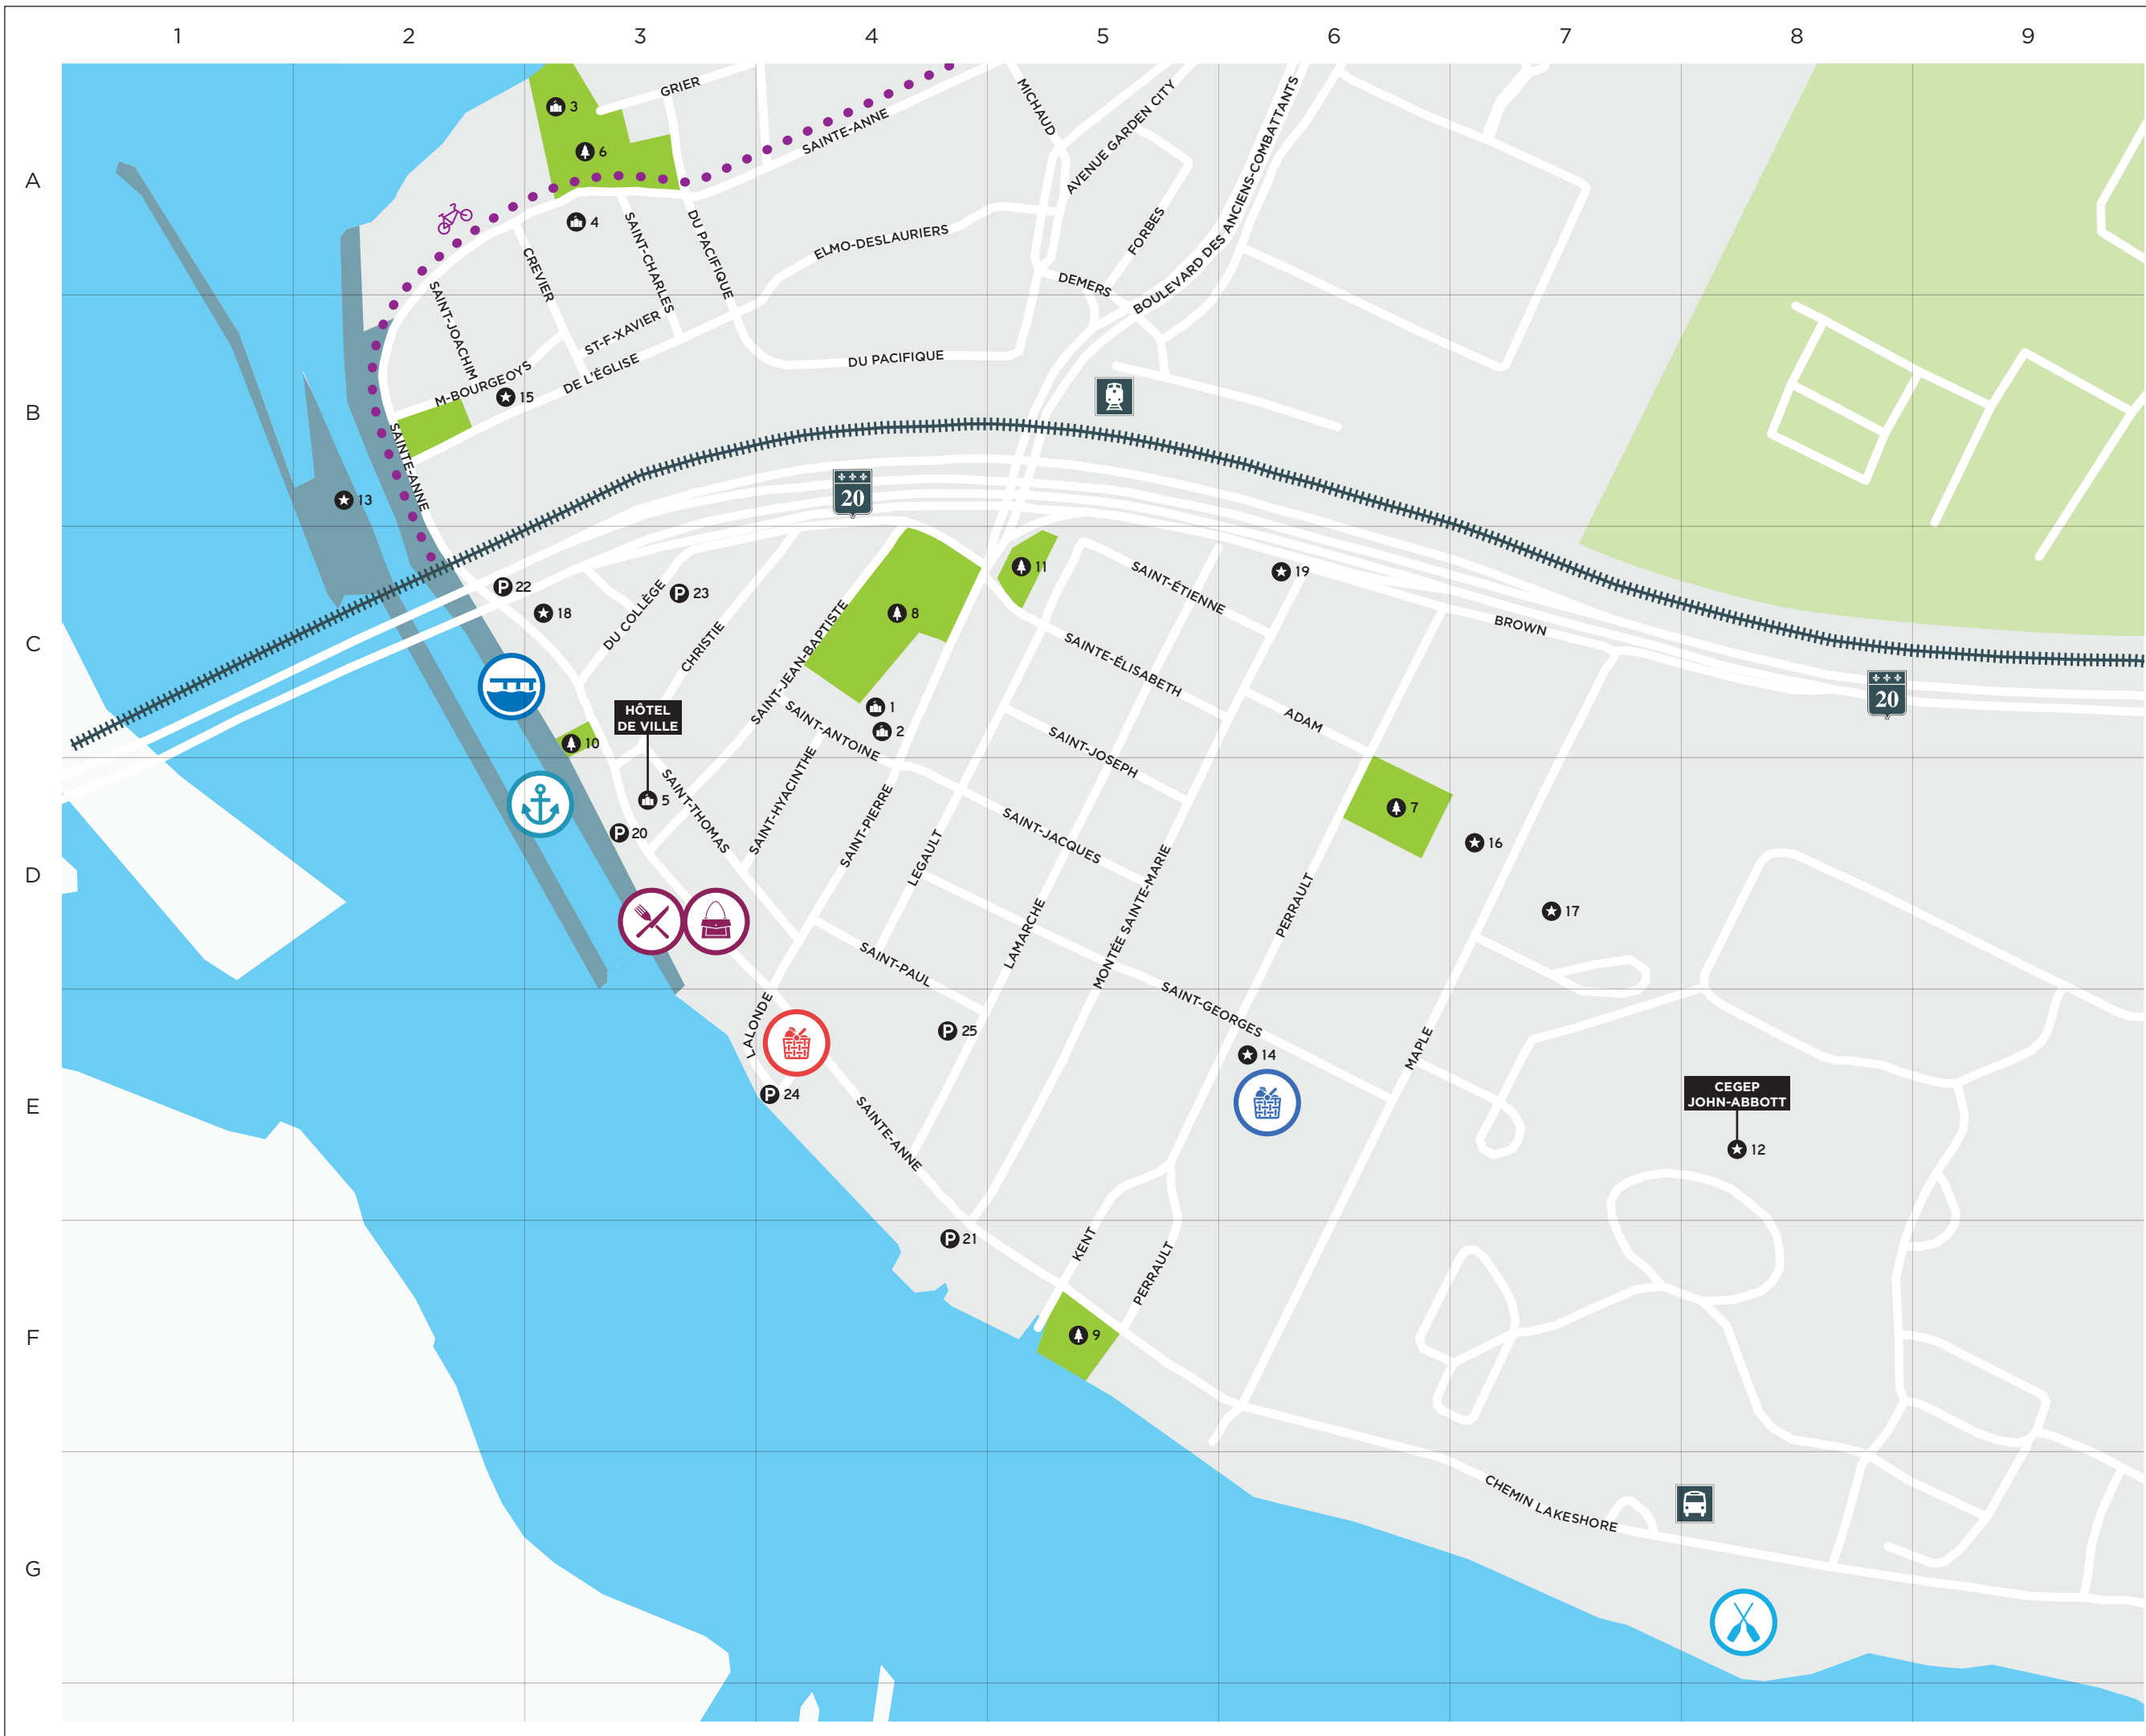 1 2 3 4 5 6 7 8 9
A
B
C
D
E
F
G
GRIER
3
6
SAINTE-ANNE
MICHAUD
AVENUE GARDEN CITY
BOULEVARD DES ANCIENS-COMBATTANTS
4
SAINT-CHARLES
DU PACIFIQUE
ELMO-DESLAURIERS
FORBES
DEMERS
CREVIER
SAINT-JOACHIM
ST-F-XAVIER
DE L'ÉGLISE
M-BOURGEOYS
15
DU PACIFIQUE
SAINTE-ANNE
13
20
22
18
DU COLLÈGE
23
CHRISTIE
SAINT-JEAN-BAPTISTE
8
11
SAINT-ÉTIENNE
19
BROWN
SAINTE-ÉLISABETH
ADAM
20
HÔTEL
DE VILLE
1
2
10
SAINT-ANTOINE
SAINT-JOSEPH
5
20
SAINT-THOMAS
SAINT-HYACINTHE
SAINT-PIERRE
LEGAULT
SAINT-JACQUES
7
16
17
LAMARCHE
MONTÉE SAINTE-MARIE
PERRAULT
SAINT-PAUL
SAINT-GEORGES
LALONDE
25
14
MAPLE
24
SAINTE-ANNE
CEGEP
JOHN-ABBOTT
12
21
KENT
PERRAULT
9
CHEMIN LAKESHORE
P
P
P
P
P
P